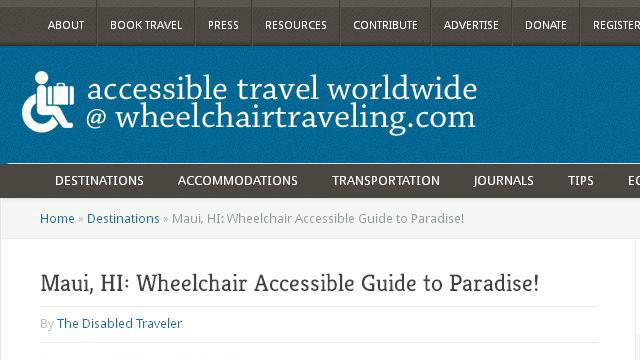 ABOUT BOOK TRAVEL PRESS RESOURCES CONTRIBUTE ADVERTISE DONATE REGISTER
accessible travel worldwide
@ wheelchairtraveling.com
DESTINATIONS ACCOMMODATIONS TRANSPORTATION JOURNALS TIPS
Home » Destinations » Maui, HI: Wheelchair Accessible Guide to Paradise!
Maui, HI: Wheelchair Accessible Guide to Paradise!
By The Disabled Traveler